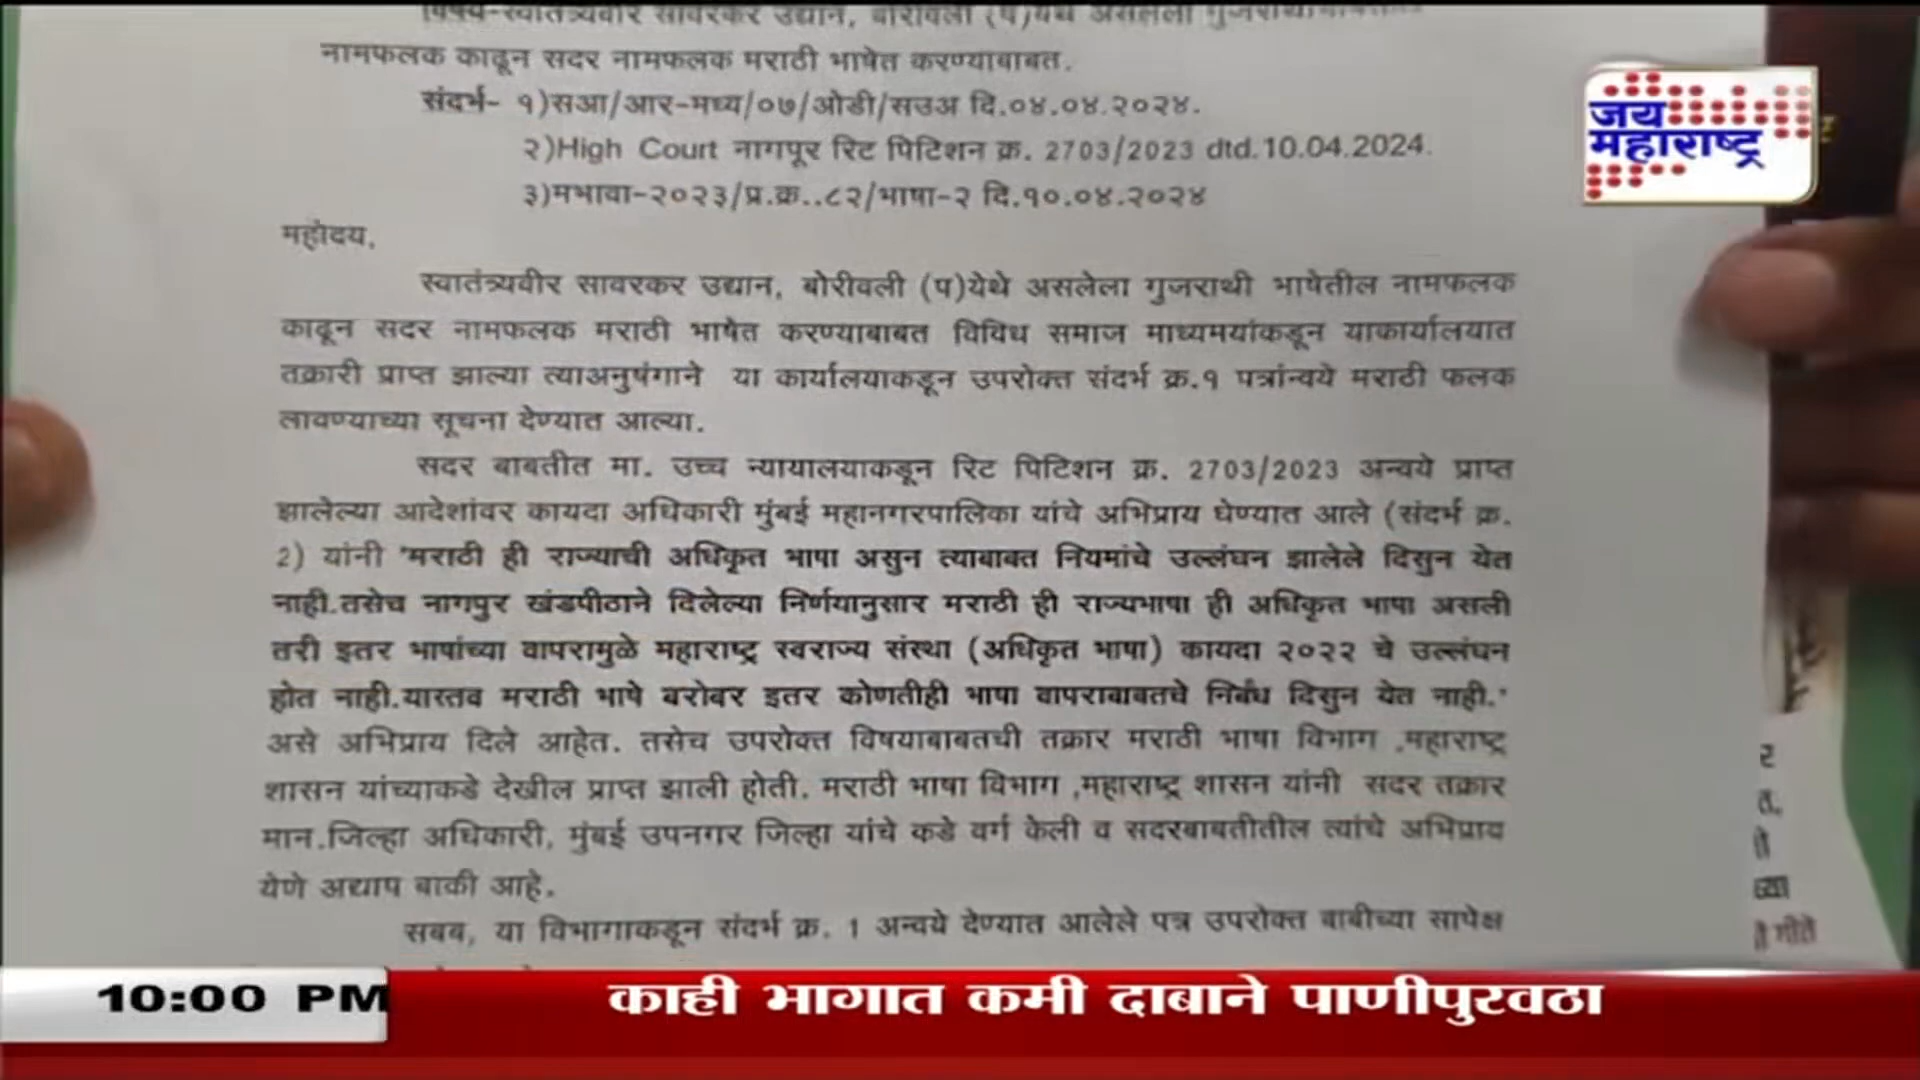 विषय-स्वातंत्र्यवीर सावरकर उद्यान, बोरीवली (प)येथे असलेला
नामफलक काढून सदर नामफलक मराठी भाषेत करण्याबाबत.
संदर्भ- १)सआ/आर-मध्य/०७/ओडी/सउअ दि.०४.०४.२०२४.
२)High Court नागपूर रिट पिटिशन क्र. 2703/2023 dtd.10.04.2024.
३)मभावा-२०२३/प्र.क्र..८२/भाषा-२ दि.१०.०४.२०२४
जय
महाराष्ट्र
महोदय,
स्वातंत्र्यवीर सावरकर उद्यान, बोरीवली (प)येथे असलेला गुजराथी भाषेतील नामफलक
काढून सदर नामफलक मराठी भाषेत करण्याबाबत विविध समाज माध्यमयांकडून याकार्यालयात
तक्रारी प्राप्त झाल्या त्याअनुषंगाने या कार्यालयाकडून उपरोक्त संदर्भ क्र.१ पत्रांन्वये मराठी फलक
लावण्याच्या सूचना देण्यात आल्या.
सदर बाबतीत मा. उच्च न्यायालयाकडून रिट पिटिशन क्र. 2703/2023 अन्वये प्राप्त
झालेल्या आदेशांवर कायदा अधिकारी मुंबई महानगरपालिका यांचे अभिप्राय घेण्यात आले (संदर्भ क्र.
2) यांनी 'मराठी ही राज्याची अधिकृत भाषा असुन त्याबाबत नियमांचे उल्लंघन झालेले दिसुन येत
नाही.तसेच नागपुर खंडपीठाने दिलेल्या निर्णयानुसार मराठी ही राज्यभाषा ही अधिकृत भाषा असली
तरी इतर भाषांच्या वापरामुळे महाराष्ट्र स्वराज्य संस्था (अधिकृत भाषा) कायदा २०२२ चे उल्लंघन
होत नाही.यास्तव मराठी भाषे बरोबर इतर कोणतीही भाषा वापराबाबतचे निर्बंध दिसुन येत नाही.'
असे अभिप्राय दिले आहेत. तसेच उपरोक्त विषयाबाबतची तक्रार मराठी भाषा विभाग ,महाराष्ट्र
शासन यांच्याकडे देखील प्राप्त झाली होती. मराठी भाषा विभाग ,महाराष्ट्र शासन यांनी सदर तक्रार
मान.जिल्हा अधिकारी, मुंबई उपनगर जिल्हा यांचे कडे वर्ग केली व सदरबाबतीतील त्यांचे अभिप्राय
येणे अद्याप बाकी आहे.
सबब, या विभागाकडून संदर्भ क्र. 1 अन्वये देण्यात आलेले पत्र उपरोक्त बाबीच्या सापेक्ष
10:00 PM
काही भागात कमी दाबाने पाणीपुरवठा